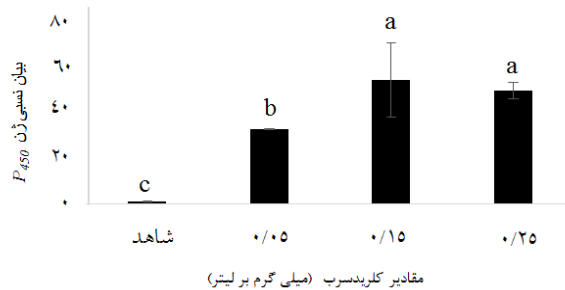 بیان نسبی ژن P450
۸۰
۶۰
۴۰
۲۰
۰
c
b
a
a
شاهد
۰/۰۵
۰/۱۵
۰/۲۵
مقادیر کلریدسرب (میلی گرم بر لیتر)